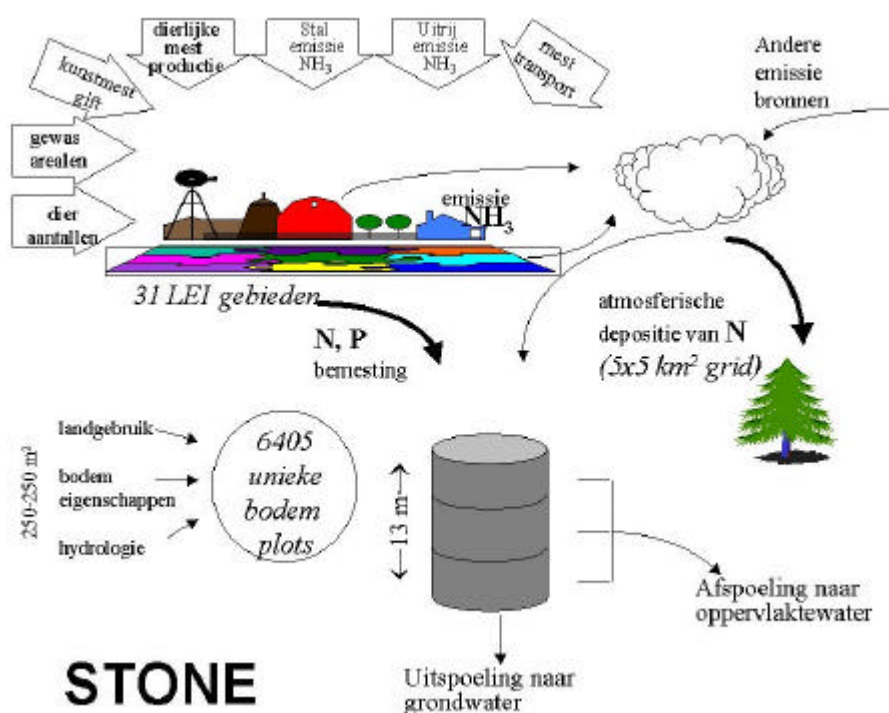 dierlijke
mest
productie
Stal
emissie
NH3
Uitrij
emissie
NH3
mest
transport
Andere
emissie
bronnen
kunstmest
gift
gewas
arealen
dier
aantallen
emissie
NH3
31 LEI gebieden
N, P
bemesting
atmosferische
depositie van N
(5x5 km2 grid)
250-250 m2
landgebruik
bodem
eigenschappen
hydrologie
6405
unieke
bodem
plots
13 m
Afspoeling naar
oppervlaktewater
Uitspoeling naar
grondwater
STONE